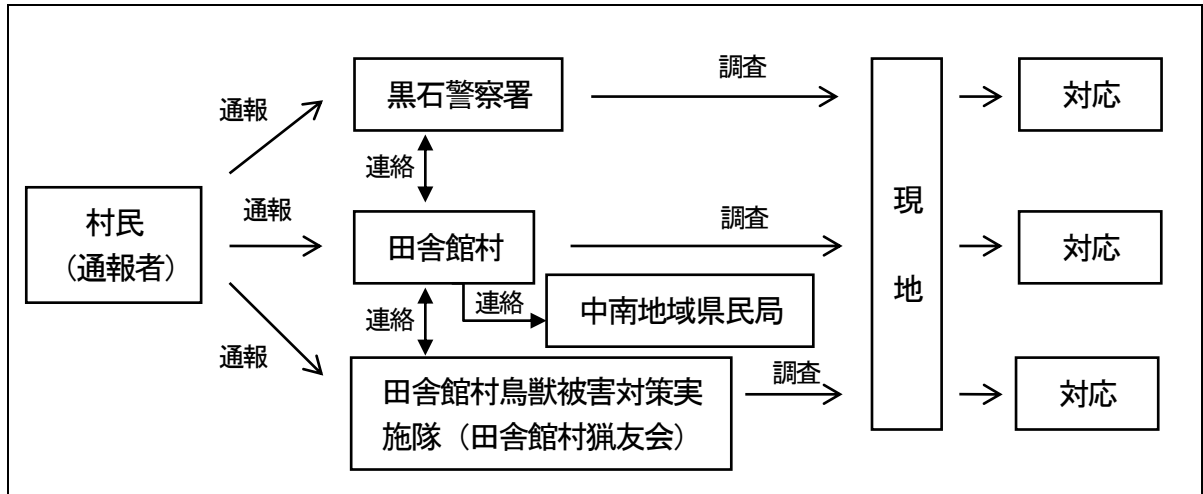 調査
黒石警察署
対応
通報
連絡
現
地
村民
（通報者）
通報
調査
田舎館村
対応
連絡
中南地域県民局
連絡
通報
調査
田舎館村鳥獣被害対策実
施隊（田舎館村猟友会）
対応